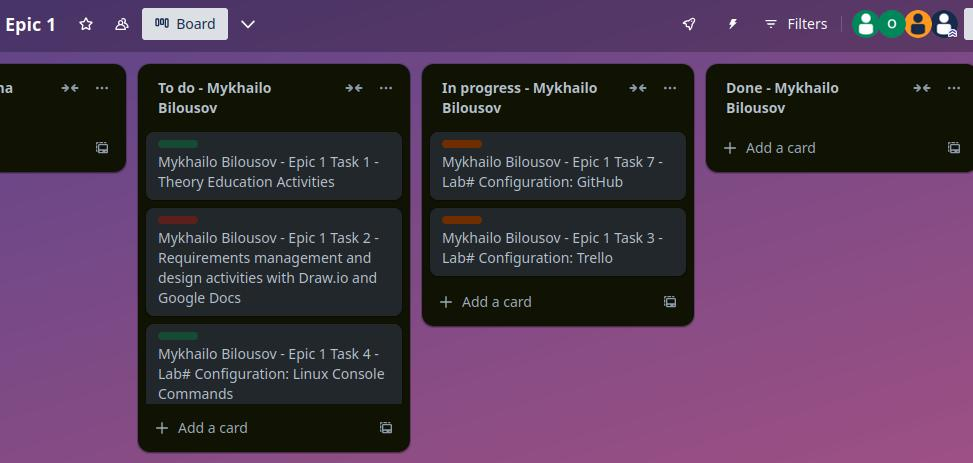 Epic 1
Board
Filters
O
na
To do - Mykhailo
Bilousov
Mykhailo Bilousov - Epic 1 Task 1 -
Theory Education Activities
Mykhailo Bilousov - Epic 1 Task 2 -
Requirements management and
design activities with Draw.io and
Google Docs
Mykhailo Bilousov - Epic 1 Task 4 -
Lab# Configuration: Linux Console
Commands
Add a card
In progress - Mykhailo
Bilousov
Mykhailo Bilousov - Epic 1 Task 7 -
Lab# Configuration: GitHub
Mykhailo Bilousov - Epic 1 Task 3 -
Lab# Configuration: Trello
Add a card
Done - Mykhailo
Bilousov
Add a card